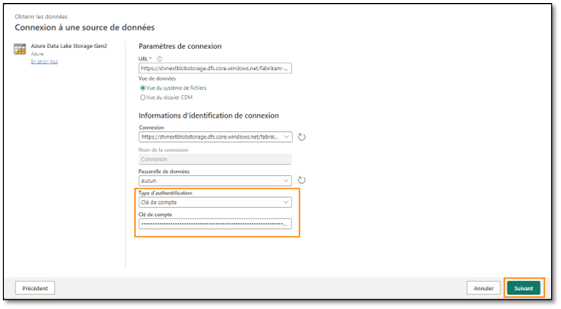 Obtenir les données
Connexion à une source de données
Azure Data Lake Storage Gen2
Azure
En savoir plus
Paramètres de connexion
URL *
https://stvnextblobstorage.dfs.core.windows.net/fabrikam-...
Vue de données
Vue du système de fichiers
Vue du dossier CDM
Informations d'identification de connexion
Connexion
https://stvnextblobstorage.dfs.core.windows.net/fabrik...
Nom de la connexion
Connexion
Passerelle de données
aucun.
Type d'authentification
Clé de compte
Clé de compte
Précédent
Annuler
Suivant